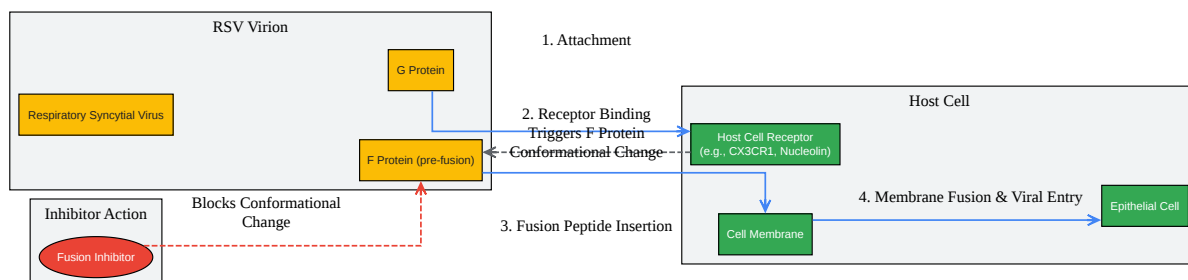 RSV Virion
1. Attachment
G Protein
Respiratory Syncytial Virus
F Protein (pre-fusion)
2. Receptor Binding
Triggers F Protein
Conformational Change
Host Cell
Host Cell Receptor
(e.g., CX3CR1, Nucleolin)
Inhibitor Action
Blocks Conformational
Change
Fusion Inhibitor
3. Fusion Peptide Insertion
Cell Membrane
4. Membrane Fusion & Viral Entry
Epithelial Cell